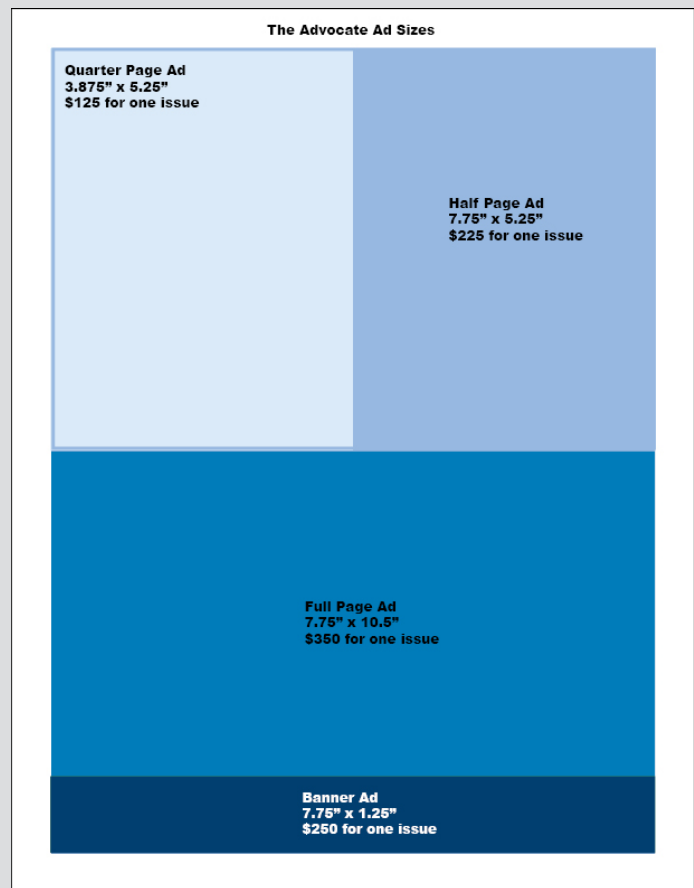 The Advocate Ad Sizes
Quarter Page Ad
3.875” x 5.25”
$125 for one issue
Half Page Ad
7.75” x 5.25”
$225 for one issue
Full Page Ad
7.75” x 10.5”
$350 for one issue
Banner Ad
7.75” x 1.25”
$250 for one issue